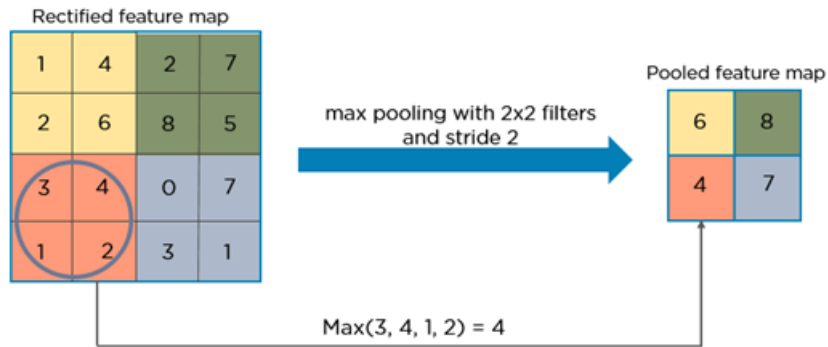 Rectified feature map
1 4 2 7
2 6 8 5
3 4 0 7
1 2 3 1
max pooling with 2x2 filters
and stride 2
Pooled feature map
6 8
4 7
Max(3, 4, 1, 2) = 4